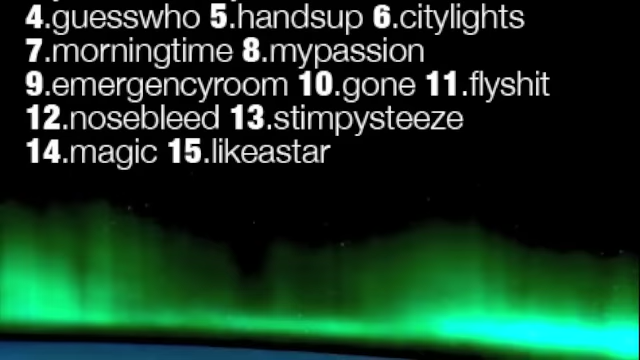 4.guesswho 5.handsup 6.citylights
7.morningtime 8.mypassion
9.emergencyroom 10.gone 11.flyshit
12.nosebleed 13.stimpysteeze
14.magic 15.likeastar